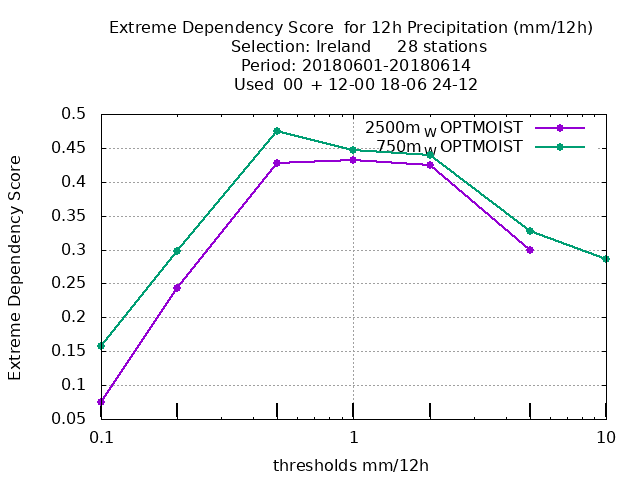 Extreme Dependency Score  for 12h Precipitation (mm/12h)
Selection: Ireland     28 stations
Period: 20180601-20180614
Used  00  + 12-00 18-06 24-12
0.5
0.45
0.4
0.35
0.3
0.25
0.2
0.15
0.1
0.05
Extreme Dependency Score
2500m W OPTMOIST
750m W OPTMOIST
0.1
1
10
thresholds mm/12h